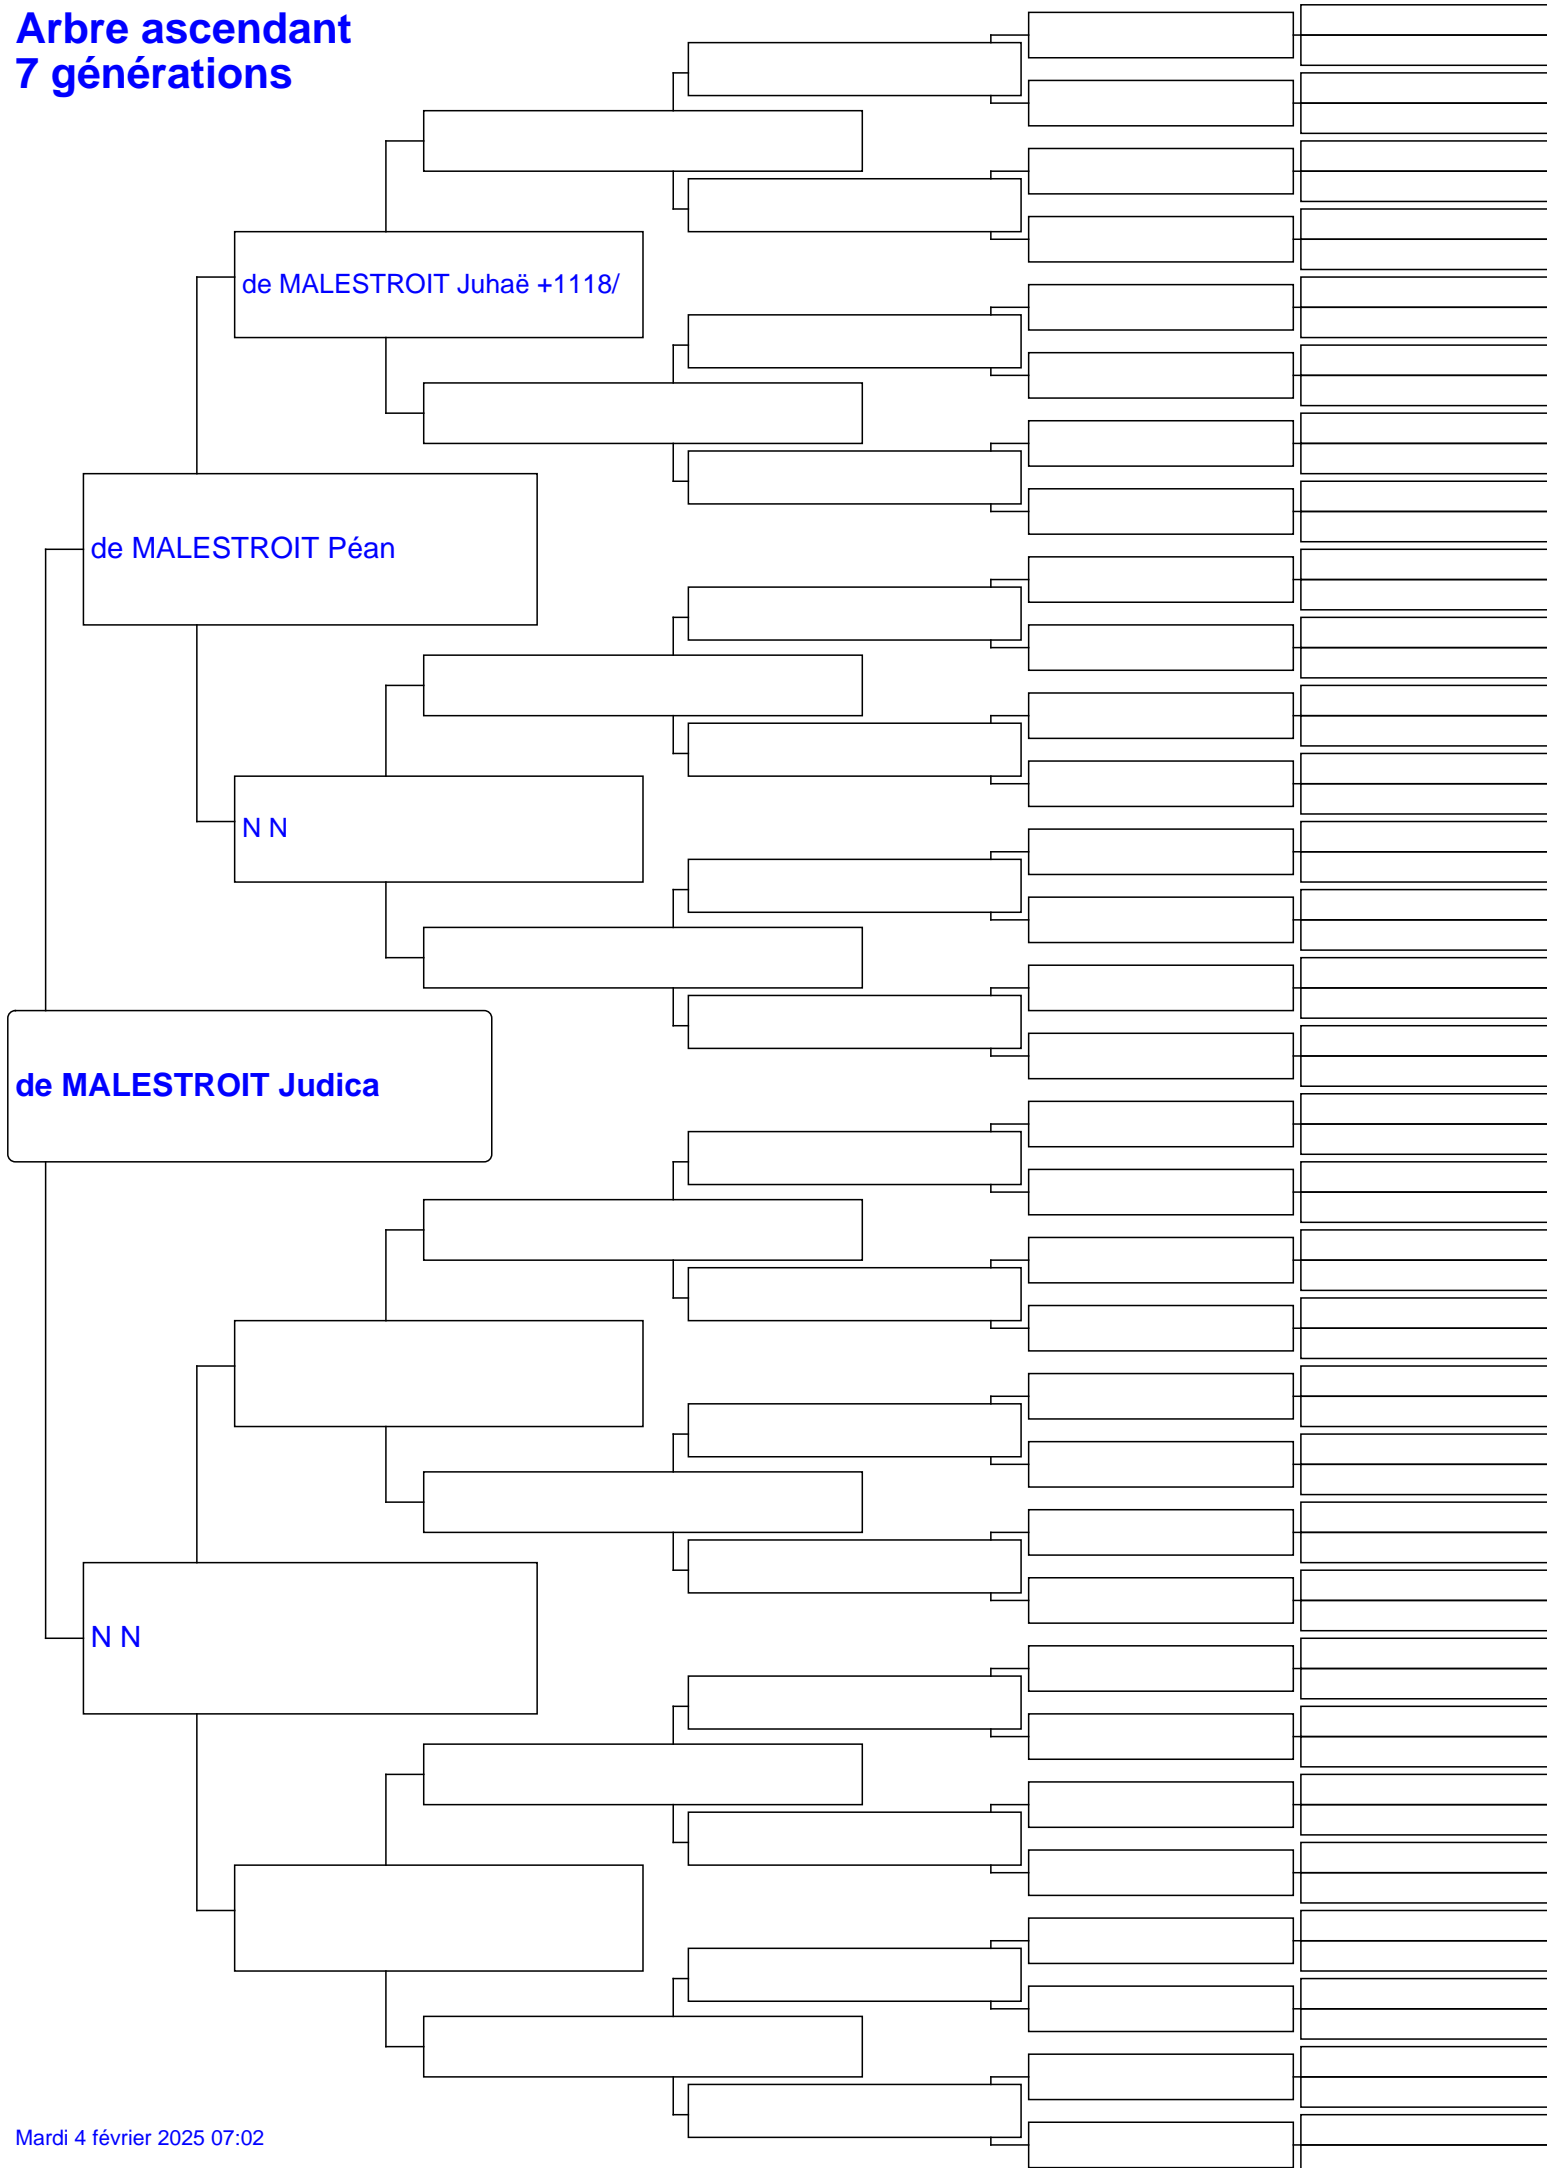 Arbre ascendant
7 générations
de MALESTROIT Juhaë +1118/
de MALESTROIT Péan
N N
de MALESTROIT Judica
N N
Mardi 4 février 2025 07:02